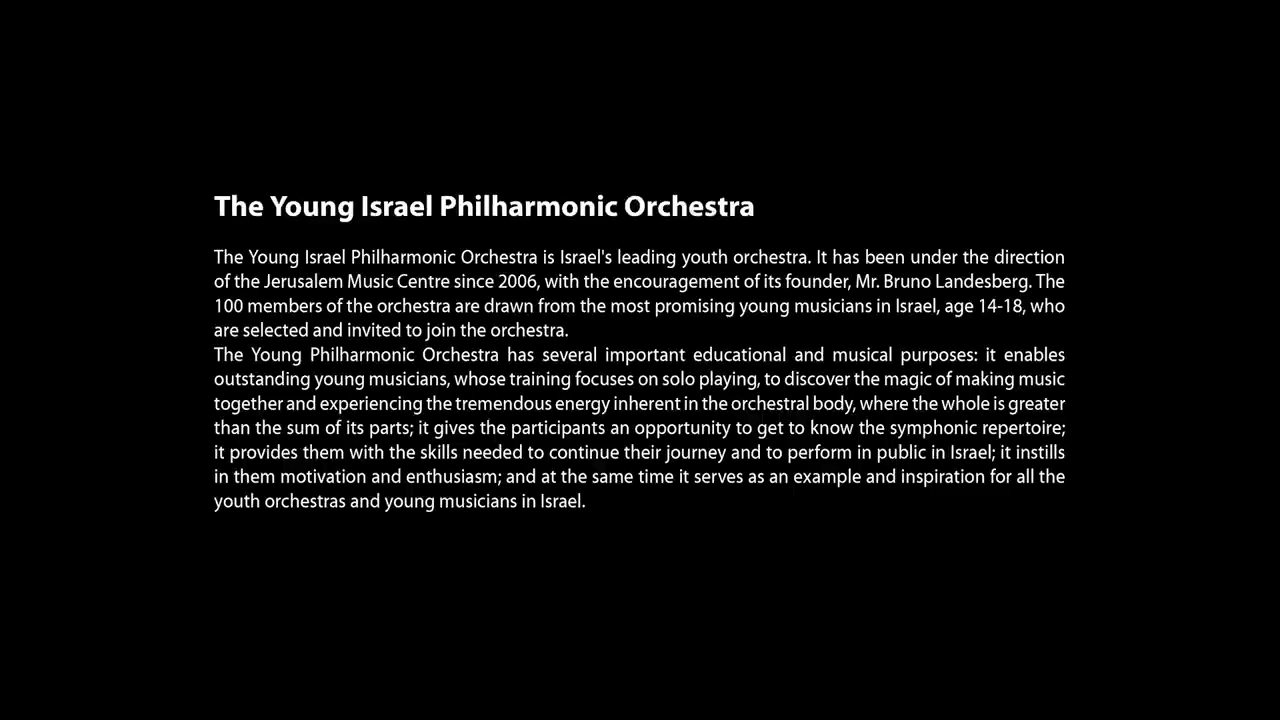 The Young Israel Philharmonic Orchestra
The Young Israel Philharmonic Orchestra is Israel's leading youth orchestra. It has been under the direction
of the Jerusalem Music Centre since 2006, with the encouragement of its founder, Mr. Bruno Landesberg. The
100 members of the orchestra are drawn from the most promising young musicians in Israel, age 14-18, who
are selected and invited to join the orchestra.
The Young Philharmonic Orchestra has several important educational and musical purposes: it enables
outstanding young musicians, whose training focuses on solo playing, to discover the magic of making music
together and experiencing the tremendous energy inherent in the orchestral body, where the whole is greater
than the sum of its parts; it gives the participants an opportunity to get to know the symphonic repertoire;
it provides them with the skills needed to continue their journey and to perform in public in Israel; it instills
in them motivation and enthusiasm; and at the same time it serves as an example and inspiration for all the
youth orchestras and young musicians in Israel.